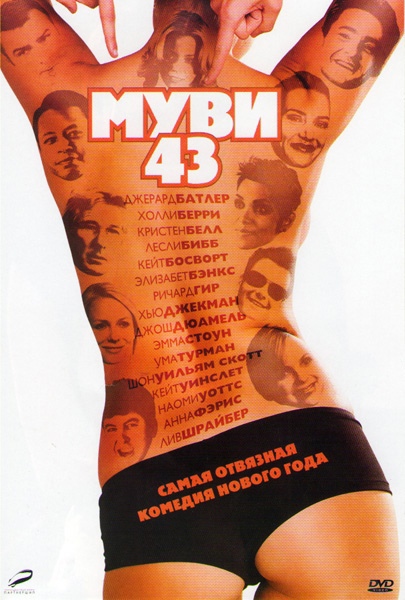 МУВИ
43
ДЖЕРАРДБАТЛЕР
ХОЛЛИБЕРРИ
КРИСТЕНБЕЛЛ
ЛЕСЛИБИББ
КЕЙТБОСВОРТ
ЭЛИЗАБЕТБЭНКС
РИЧАРДГИР
ХЬЮДЖЕКМАН
ДЖОШДЮАМЕЛЬ
ЭММАСТОУН
УМАТУРМАН
ШОНУИЛЬЯМ СКОТТ
КЕЙТУИНСЛЕТ
НАОМИУОТТС
АННАФЭРИС
ЛИВШРАЙБЕР
САМАЯ ОТВЯЗНАЯ
КОМЕДИЯ НОВОГО ГОДА
DVD
VIDEO